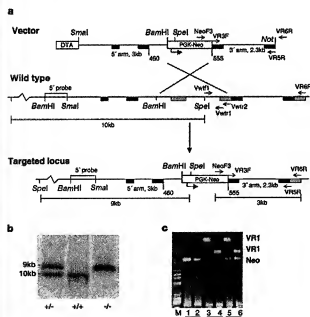 a
Vector
SmaI
BamHI SpeI NeoF3 VR3F
NotI VR6R
DTA
PGK-Neo
5' arm, 3kb 460 555 3' arm, 2.3kb VR5R
Wild type
5' probe
Vwtf1
VR6R
BamHI SmaI BamHI SpeI Vwtr2
Vwtr1
VR5R
10kb
Targeted locus
BamHI SpeI NeoF3 VR3F
5' probe
PGK-Neo
VR6R
SpeI BamHI SmaI 5' arm, 3kb 460 555 3' arm, 2.3kb VR5R
9kb 3kb
b
9kb
10kb
+/- +/+ -/-
c
VR1
VR1
Neo
M 1 2 3 4 5 6